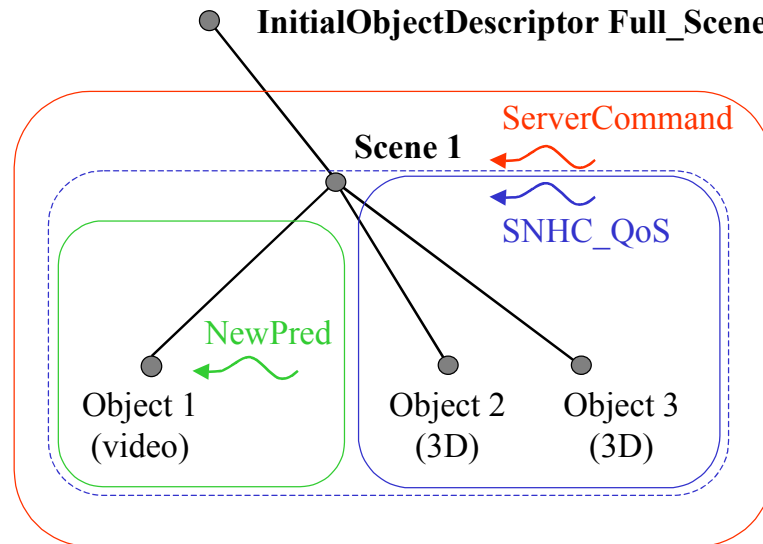 InitialObjectDescriptor Full_Scene
ServerCommand
Scene 1
SNHC_QoS
NewPred
Object 1
(video)
Object 2
(3D)
Object 3
(3D)